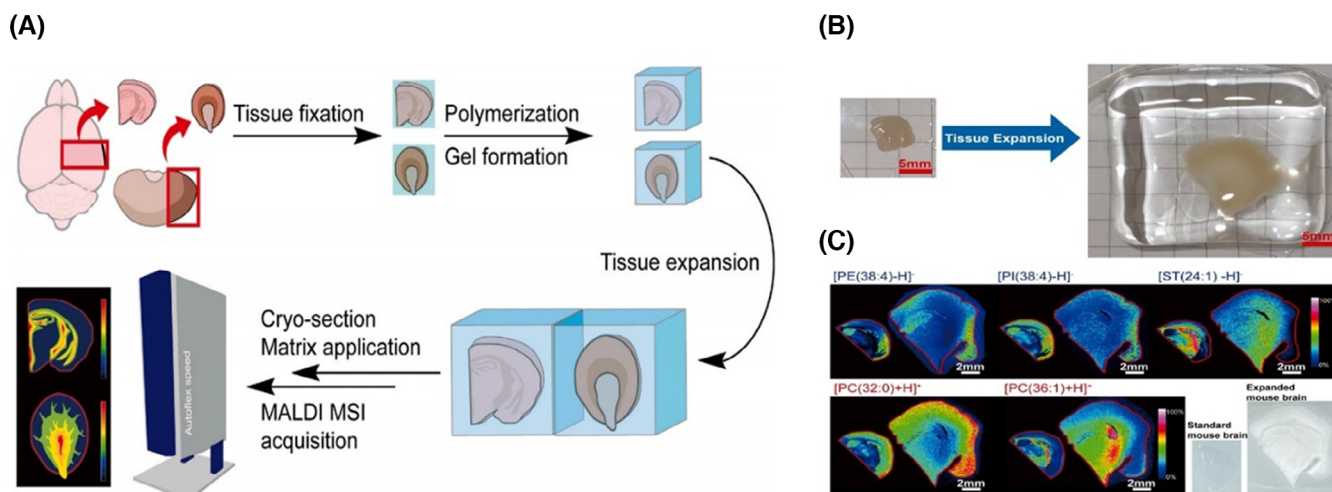 (A)
Tissue fixation
Polymerization
Gel formation
Tissue expansion
Cryo-section
Matrix application
MALDI MSI
acquisition
Autoflex speed
(B)
5mm
Tissue Expansion
5mm
(C)
[PE(38:4)-H]⁻
[PI(38:4)-H]⁻
[ST(24:1) -H]⁻
100%
0%
2mm
2mm
2mm
[PC(32:0)+H]⁺
[PC(36:1)+H]⁺
100%
0%
2mm
2mm
Standard
mouse brain
Expanded
mouse brain